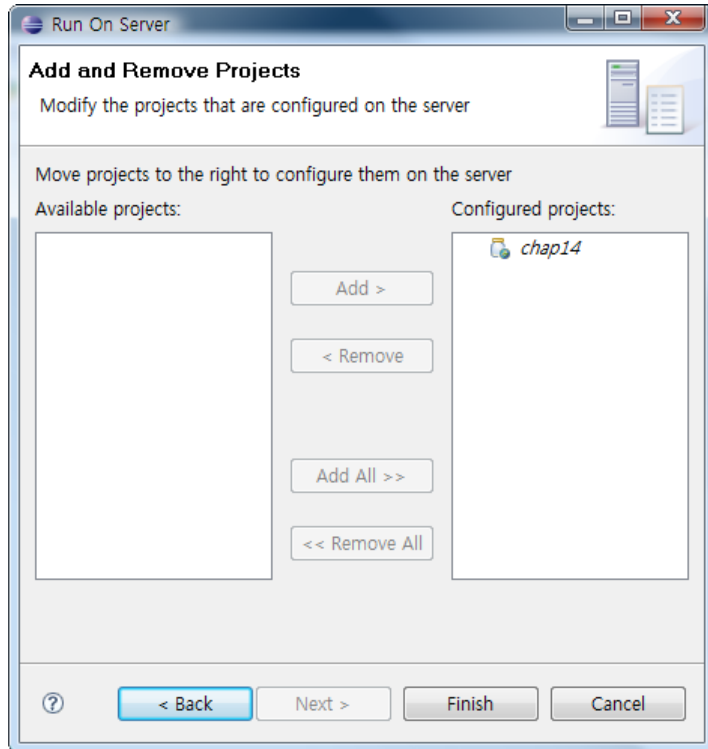 Run On Server
Add and Remove Projects
Modify the projects that are configured on the server
Move projects to the right to configure them on the server
Available projects:
Configured projects:
chap14
Add >
< Remove
Add All >>
<< Remove All
?
< Back
Next >
Finish
Cancel